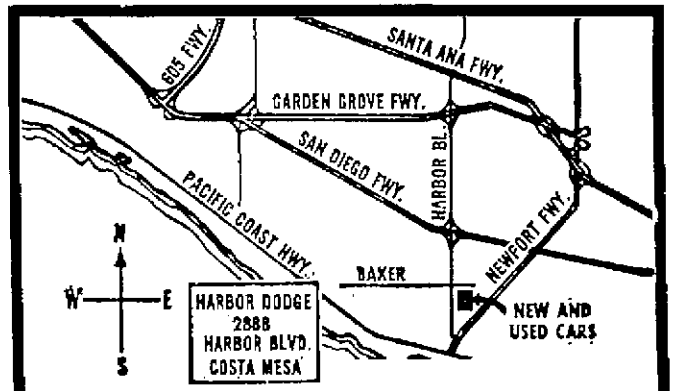 605 FWY.
SANTA ANA FWY.
GARDEN GROVE FWY.
SAN DIEGO FWY.
HARBOR BL.
PACIFIC COAST HWY.
NEWPORT FWY.
BAKER
N
W E
S
HARBOR DODGE
2888
HARBOR BLVD.
COSTA MESA
NEW AND
USED CARS